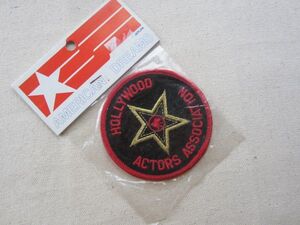 AMERICAN DREAMS
HOLLYWOOD
ACTORS ASSOCIATION